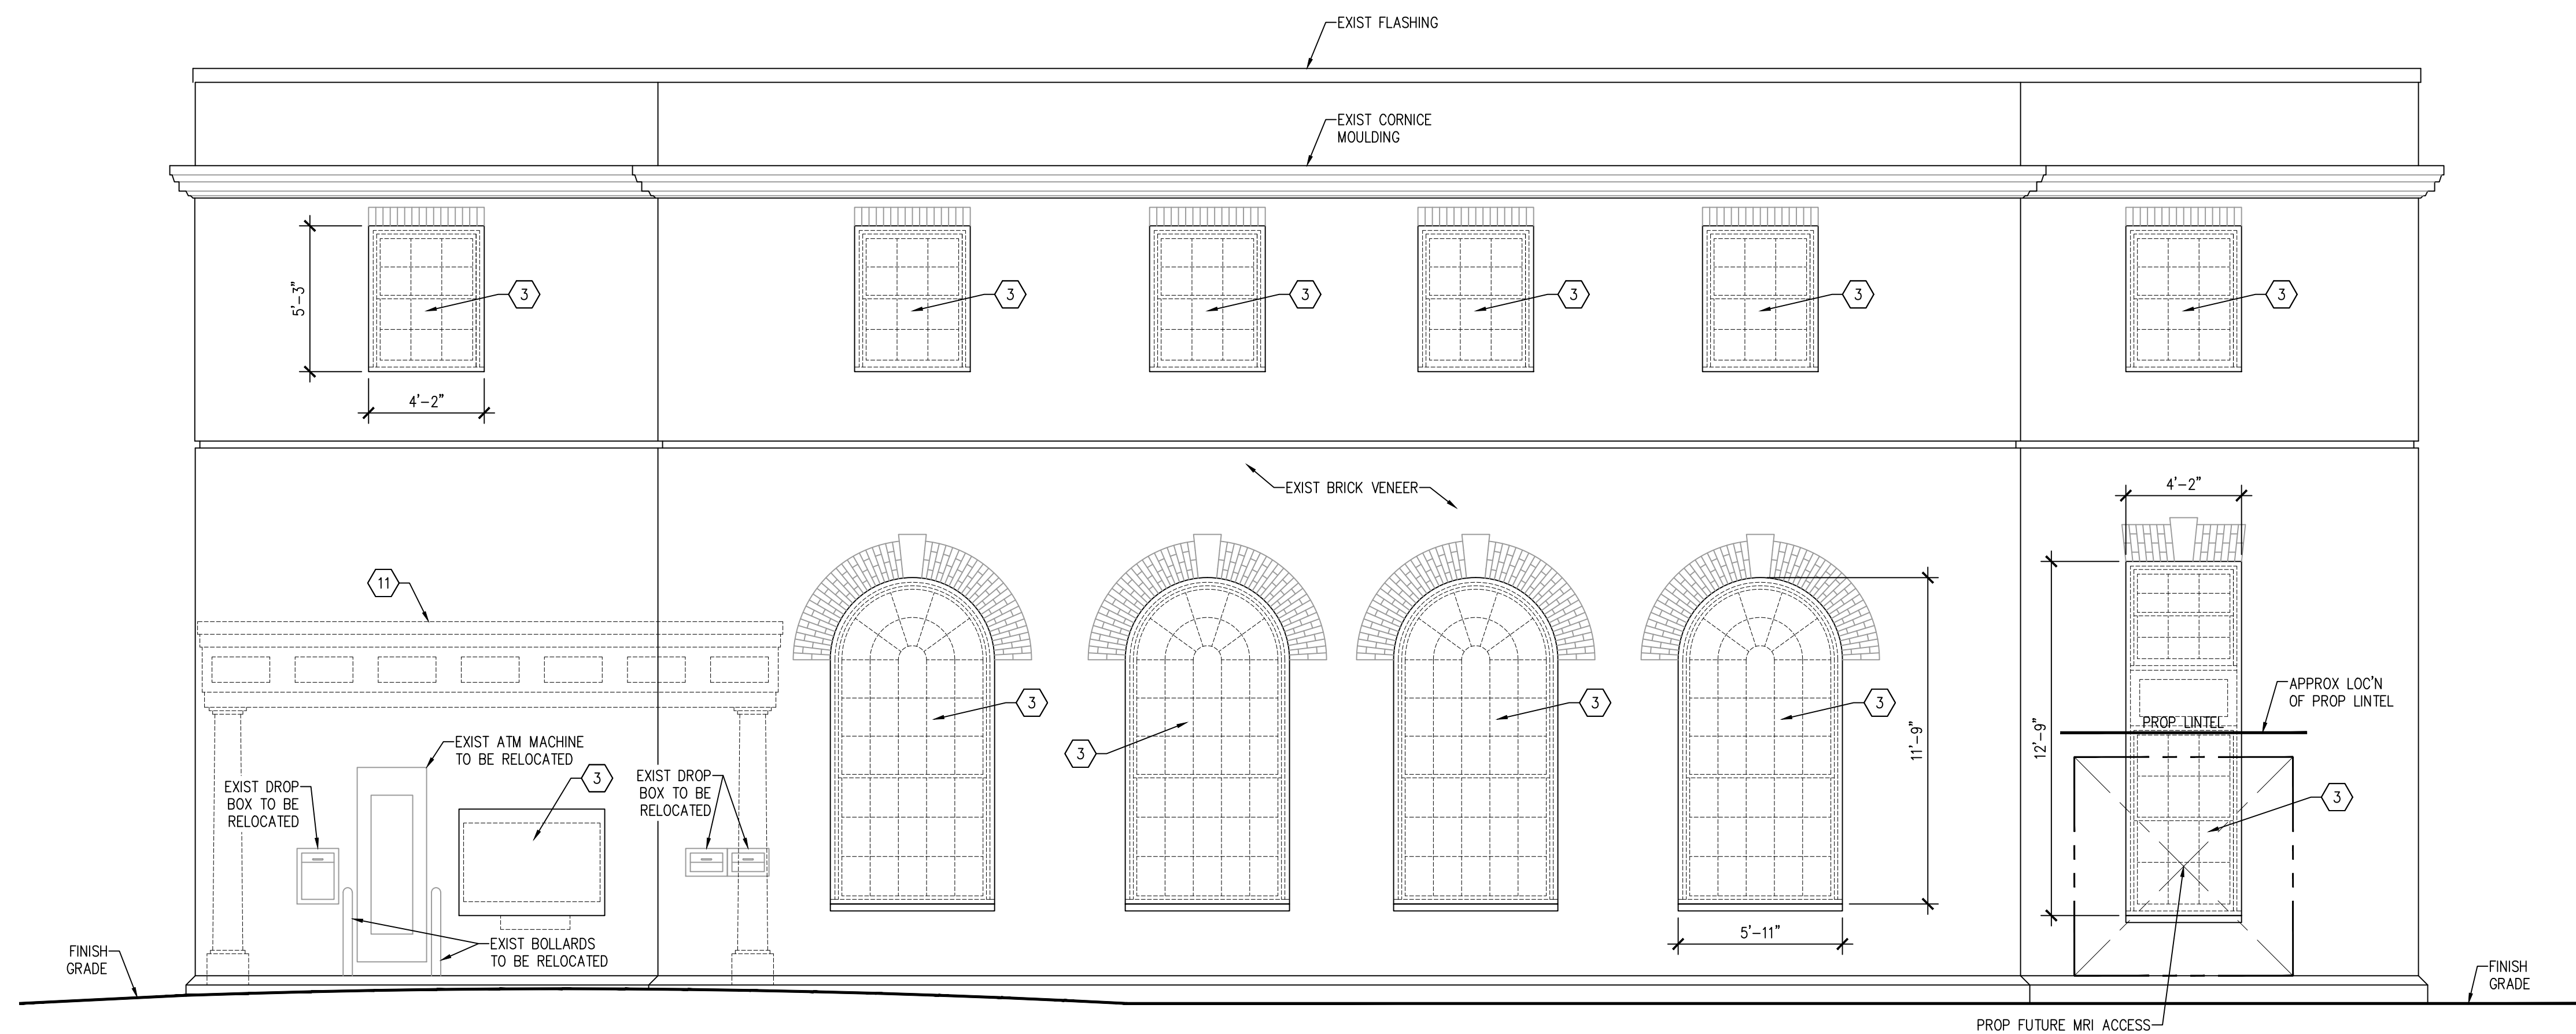 EXIST FLASHING
EXIST CORNICE
MOULDING
5'-3"
3
3
3
3
3
3
4'-2"
EXIST BRICK VENEER
4'-2"
11
APPROX LOC'N
OF PROP LINTEL
PROP LINTEL
3
3
3
3
12'-9"
11'-9"
EXIST ATM MACHINE
TO BE RELOCATED
3
EXIST DROP
BOX TO BE
RELOCATED
EXIST DROP
BOX TO BE
RELOCATED
3
5'-11"
EXIST BOLLARDS
TO BE RELOCATED
FINISH
GRADE
FINISH
GRADE
PROP FUTURE MRI ACCESS